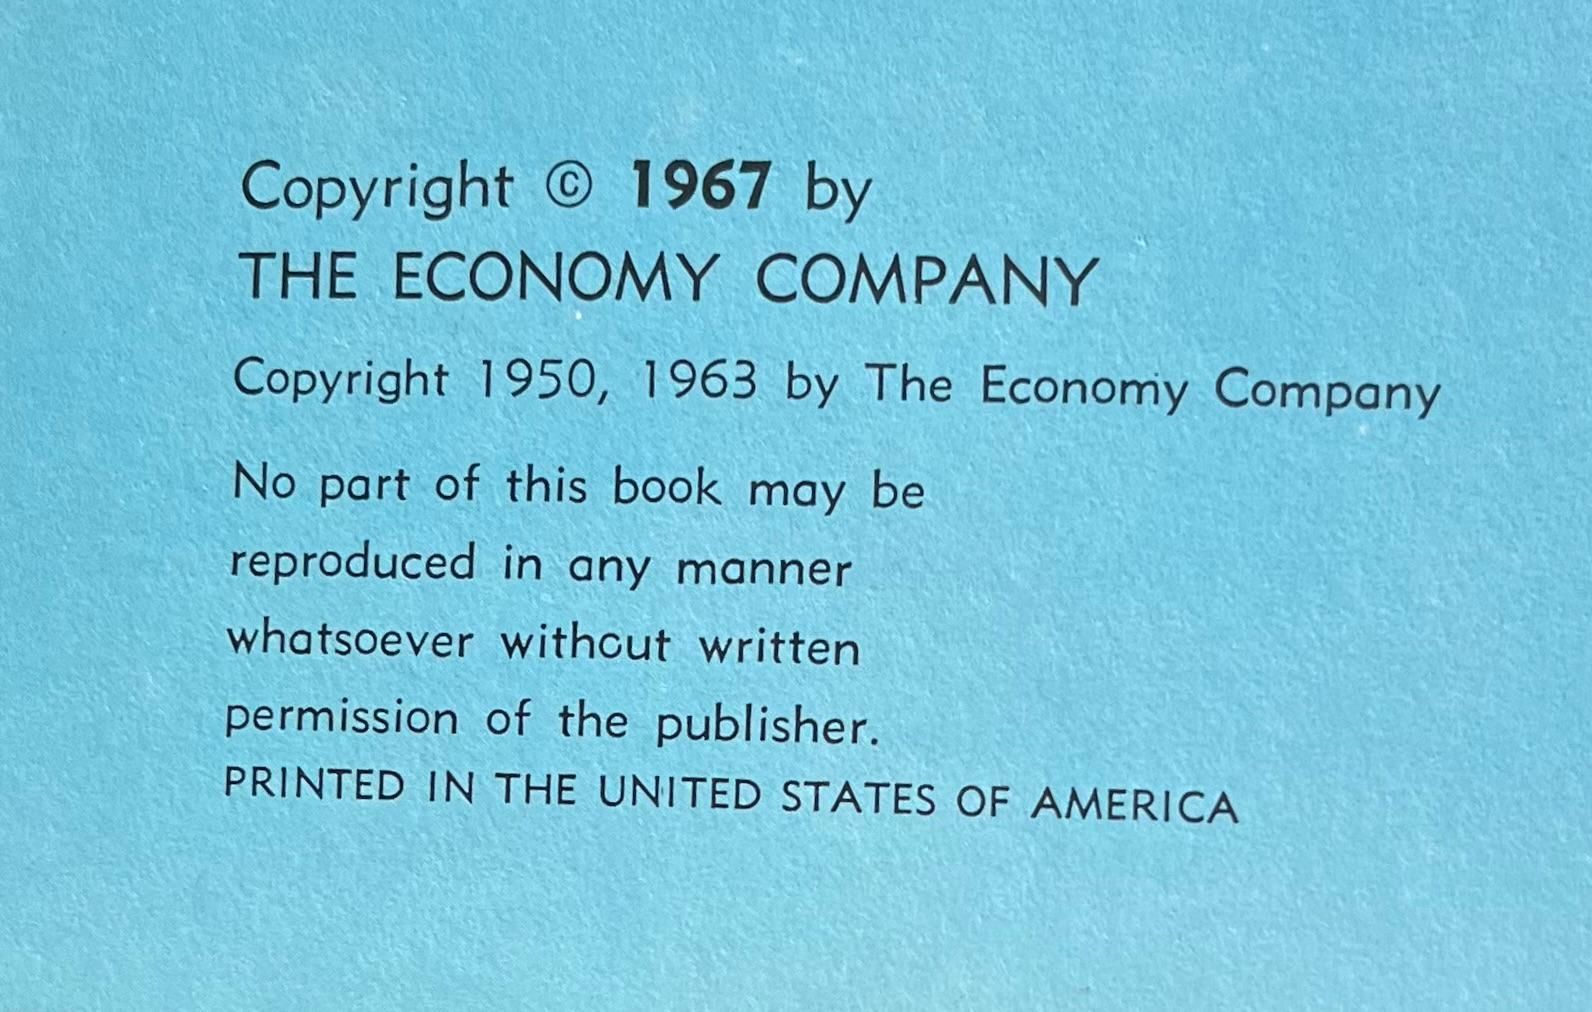 Copyright © 1967 by
THE ECONOMY COMPANY
Copyright 1950, 1963 by The Economy Company
No part of this book may be
reproduced in any manner
whatsoever without written
permission of the publisher.
PRINTED IN THE UNITED STATES OF AMERICA